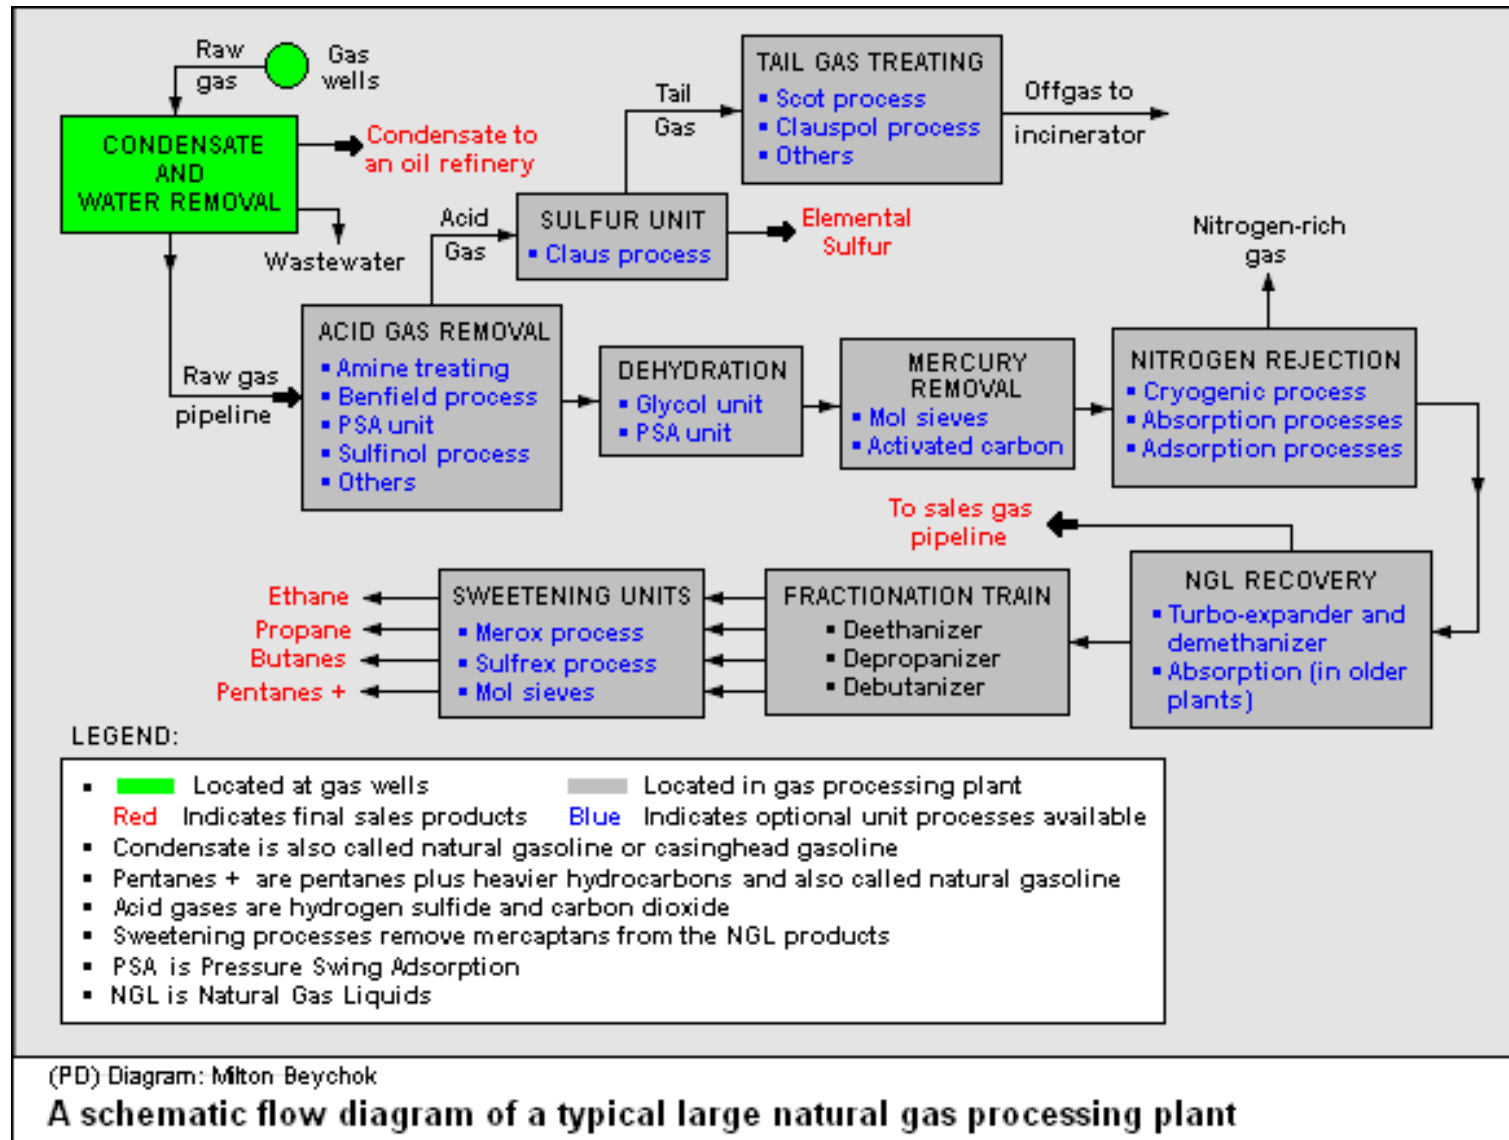 Raw
gas
Gas
wells
CONDENSATE
AND
WATER REMOVAL
Condensate to
an oil refinery
Wastewater
Raw gas
pipeline
Acid
Gas
SULFUR UNIT
▪ Claus process
Elemental
Sulfur
Tail
Gas
TAIL GAS TREATING
▪ Scot process
▪ Clauspol process
▪ Others
Offgas to
incinerator
ACID GAS REMOVAL
▪ Amine treating
▪ Benfield process
▪ PSA unit
▪ Sulfinol process
▪ Others
DEHYDRATION
▪ Glycol unit
▪ PSA unit
MERCURY
REMOVAL
▪ Mol sieves
▪ Activated carbon
Nitrogen-rich
gas
NITROGEN REJECTION
▪ Cryogenic process
▪ Absorption processes
▪ Adsorption processes
To sales gas
pipeline
NGL RECOVERY
▪ Turbo-expander and
demethanizer
▪ Absorption (in older
plants)
FRACTIONATION TRAIN
▪ Deethanizer
▪ Depropanizer
▪ Debutanizer
SWEETENING UNITS
▪ Merox process
▪ Sulfrex process
▪ Mol sieves
Ethane
Propane
Butanes
Pentanes +
LEGEND:
▪ Located at gas wells
Located in gas processing plant
Red Indicates final sales products
Blue Indicates optional unit processes available
▪ Condensate is also called natural gasoline or casinghead gasoline
▪ Pentanes + are pentanes plus heavier hydrocarbons and also called natural gasoline
▪ Acid gases are hydrogen sulfide and carbon dioxide
▪ Sweetening processes remove mercaptans from the NGL products
▪ PSA is Pressure Swing Adsorption
▪ NGL is Natural Gas Liquids
(PD) Diagram: Milton Beychok
A schematic flow diagram of a typical large natural gas processing plant